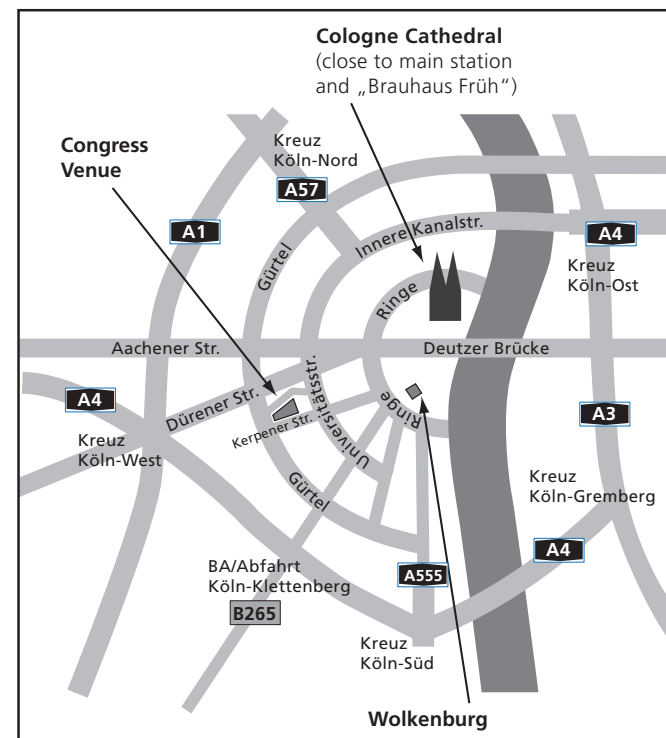 Cologne Cathedral
(close to main station
and „Brauhaus Früh")
Congress
Venue
Kreuz
Köln-Nord
A57
A1
Innere Kanalstr.
A4
Kreuz
Köln-Ost
Gürtel
Ringe
Aachener Str.
Deutzer Brücke
A4
Dürener Str.
Kerpener Str.
Universitätsstr.
Ringe
A3
Kreuz
Köln-West
Gürtel
Kreuz
Köln-Gremberg
A4
BA/Abfahrt
Köln-Klettenberg
B265
A555
Kreuz
Köln-Süd
Wolkenburg